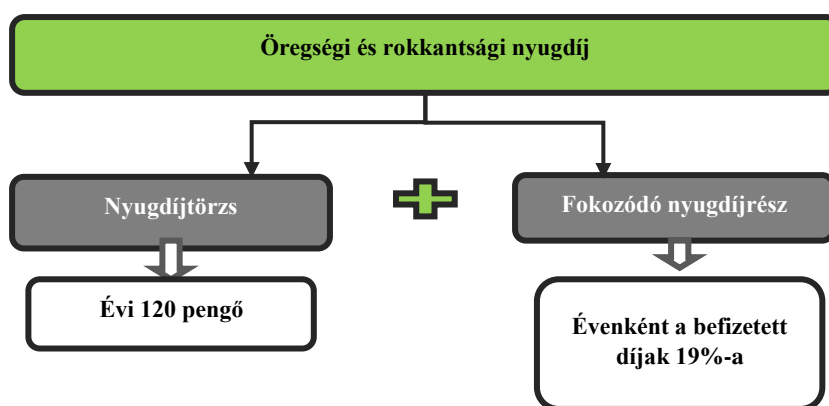 Öregségi és rokkantsági nyugdíj
Nyugdíjtörzs
Fokozódó nyugdíjrész
Évi 120 pengő
Évenként a befizetett
díjak 19%-a